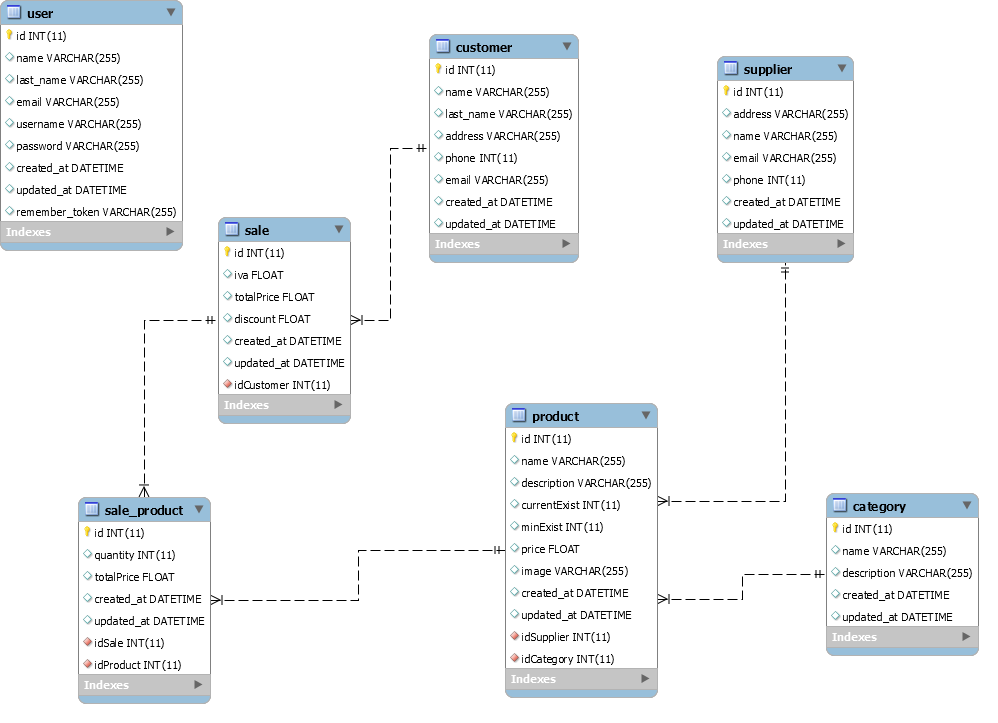 user
id INT(11)
name VARCHAR(255)
last_name VARCHAR(255)
email VARCHAR(255)
username VARCHAR(255)
password VARCHAR(255)
created_at DATETIME
updated_at DATETIME
remember_token VARCHAR(255)
Indexes
customer
id INT(11)
name VARCHAR(255)
last_name VARCHAR(255)
address VARCHAR(255)
phone INT(11)
email VARCHAR(255)
created_at DATETIME
updated_at DATETIME
Indexes
supplier
id INT(11)
address VARCHAR(255)
name VARCHAR(255)
email VARCHAR(255)
phone INT(11)
created_at DATETIME
updated_at DATETIME
Indexes
sale
id INT(11)
iva FLOAT
totalPrice FLOAT
discount FLOAT
created_at DATETIME
updated_at DATETIME
idCustomer INT(11)
Indexes
product
id INT(11)
name VARCHAR(255)
description VARCHAR(255)
currentExist INT(11)
minExist INT(11)
price FLOAT
image VARCHAR(255)
created_at DATETIME
updated_at DATETIME
idSupplier INT(11)
idCategory INT(11)
Indexes
category
id INT(11)
name VARCHAR(255)
description VARCHAR(255)
created_at DATETIME
updated_at DATETIME
Indexes
sale_product
id INT(11)
quantity INT(11)
totalPrice FLOAT
created_at DATETIME
updated_at DATETIME
idSale INT(11)
idProduct INT(11)
Indexes